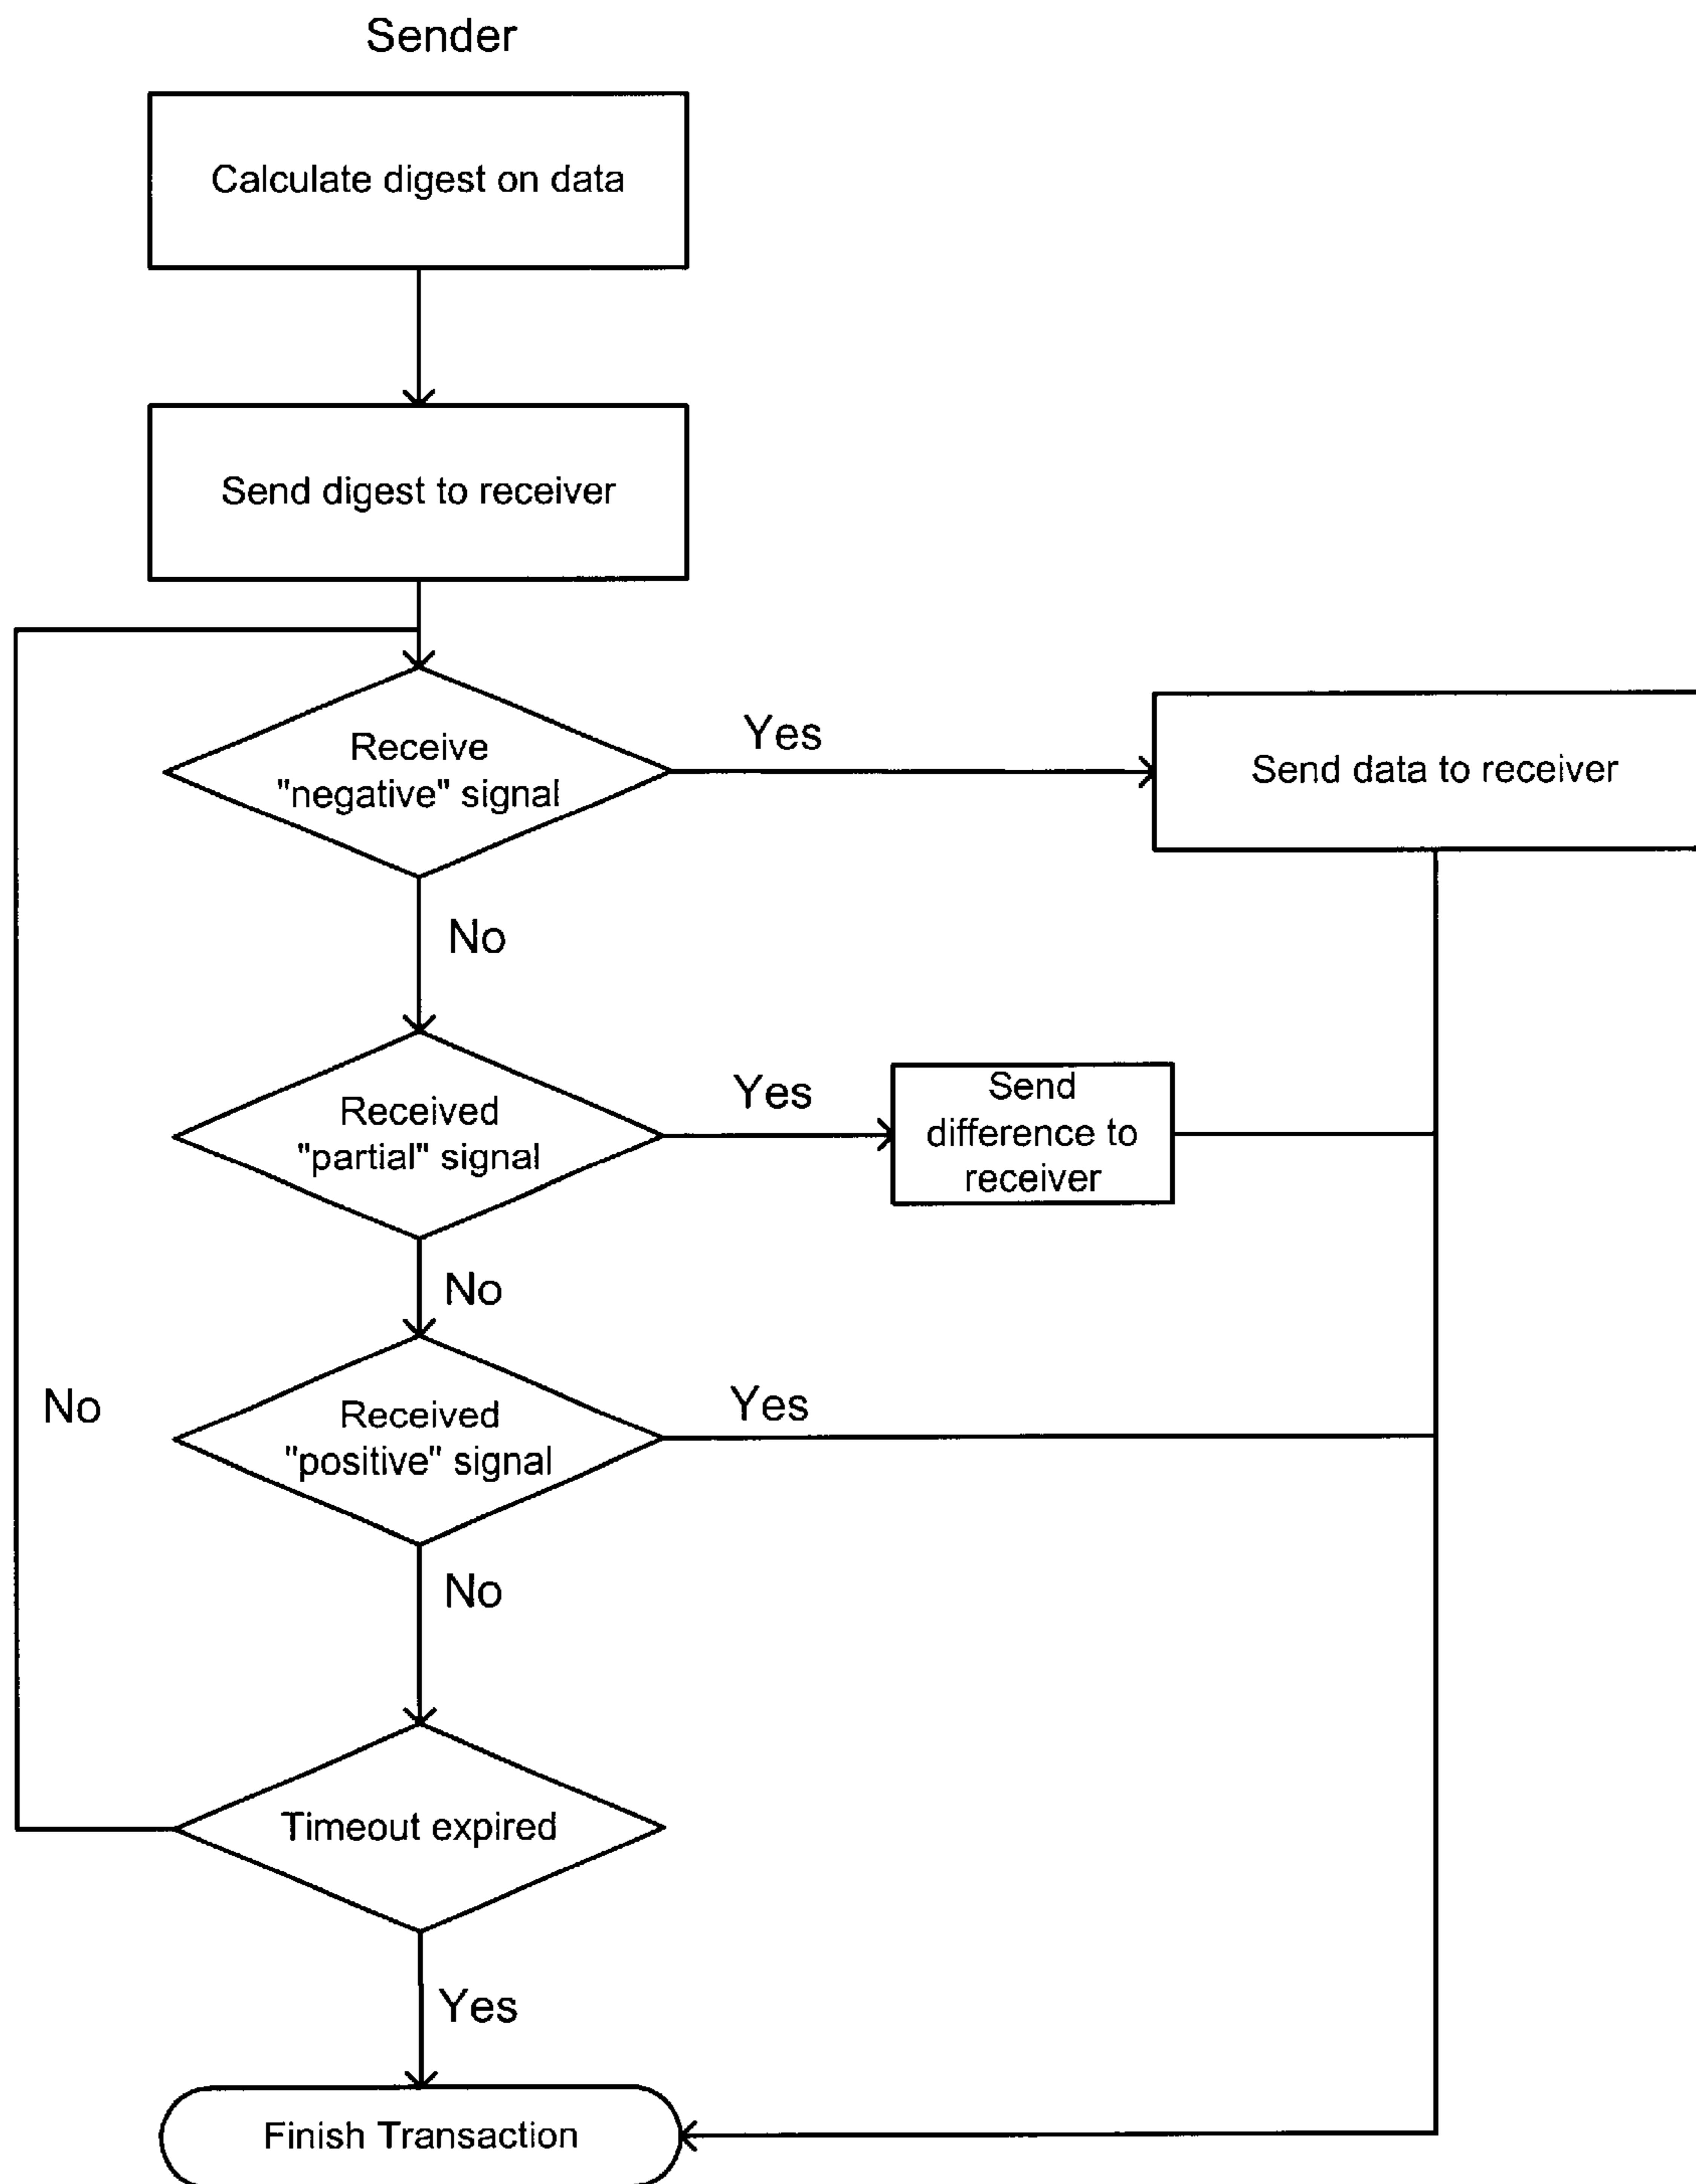 Sender
Calculate digest on data
Send digest to receiver
Receive
"negative" signal
Yes
Send data to receiver
No
Received
"partial" signal
Yes
Send
difference to
receiver
No
Received
"positive" signal
Yes
No
No
Timeout expired
Yes
Finish Transaction